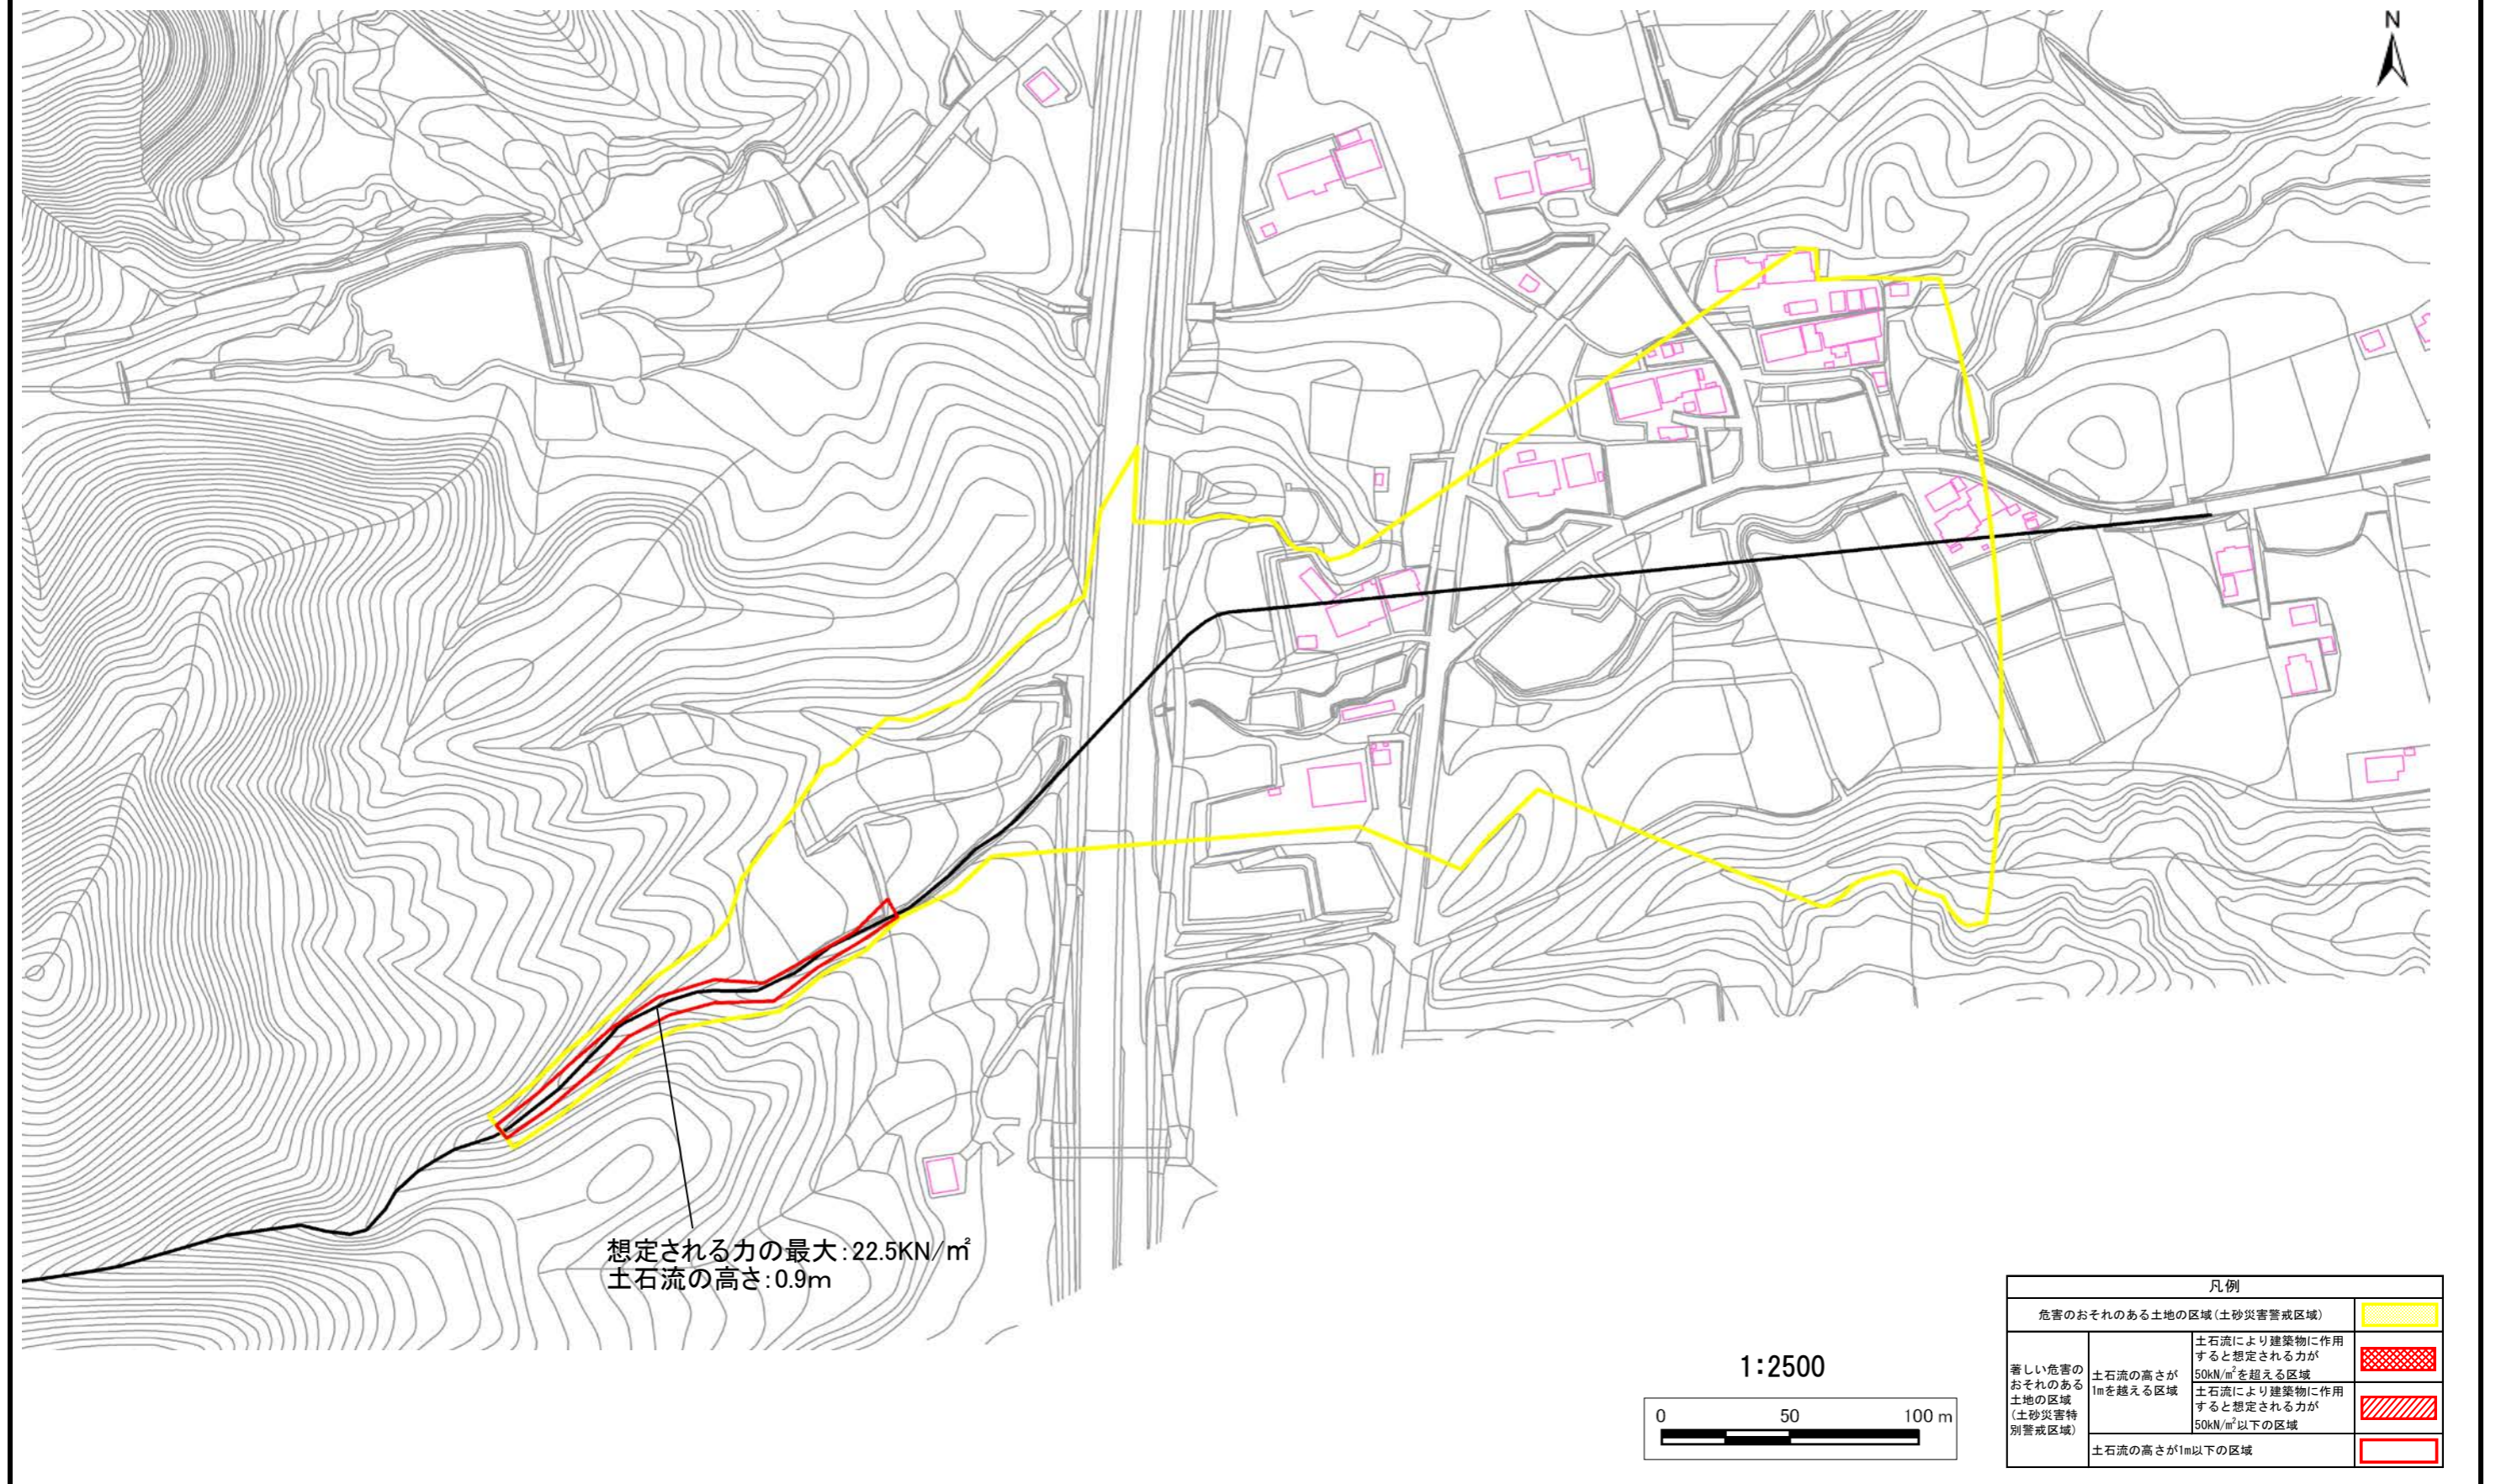 N
想定される力の最大：22.5KN/㎡
土石流の高さ：0.9m
1:2500
0 50 100 m
凡例
危害のおそれのある土地の区域（土砂災害警戒区域）
著しい危害の
おそれのある
土地の区域
（土砂災害特
別警戒区域）
土石流の高さが
1mを越える区域
土石流により建築物に作用
すると想定される力が
50kN/㎡を超える区域
土石流により建築物に作用
すると想定される力が
50kN/㎡以下の区域
土石流の高さが1m以下の区域